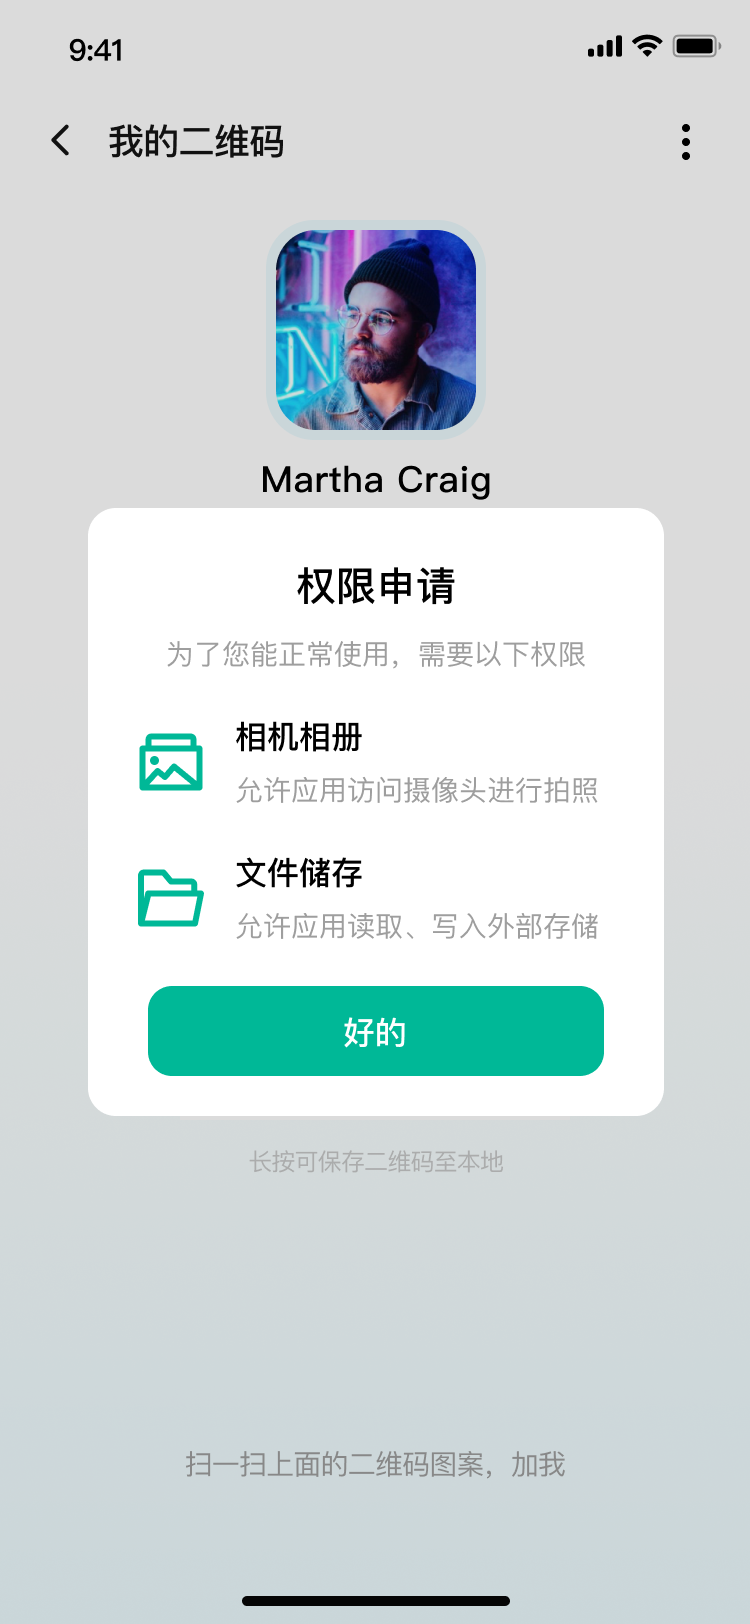 9:41
我的二维码
Martha Craig
权限申请
为了您能正常使用，需要以下权限
相机相册
允许应用访问摄像头进行拍照
文件储存
允许应用读取、写入外部存储
好的
长按可保存二维码至本地
扫一扫上面的二维码图案，加我